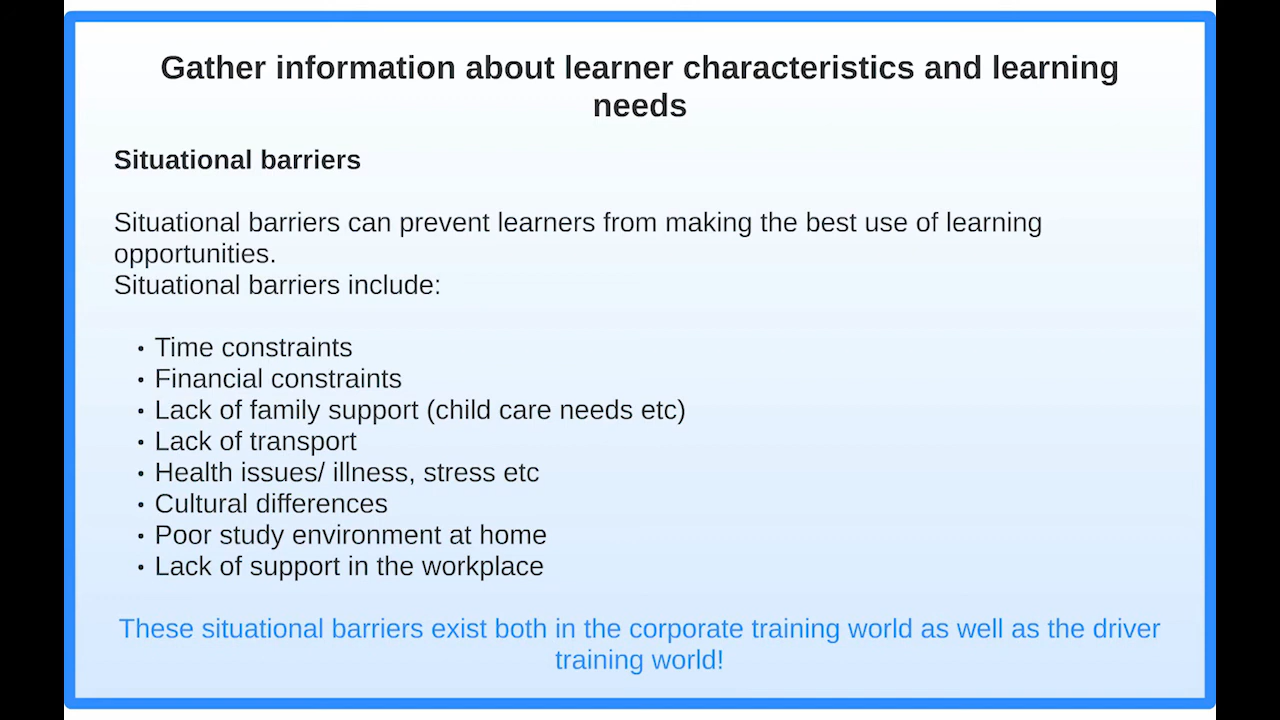 Gather information about learner characteristics and learning
needs
Situational barriers
Situational barriers can prevent learners from making the best use of learning
opportunities.
Situational barriers include:
• Time constraints
• Financial constraints
• Lack of family support (child care needs etc)
• Lack of transport
• Health issues/ illness, stress etc
• Cultural differences
• Poor study environment at home
• Lack of support in the workplace
These situational barriers exist both in the corporate training world as well as the driver
training world!